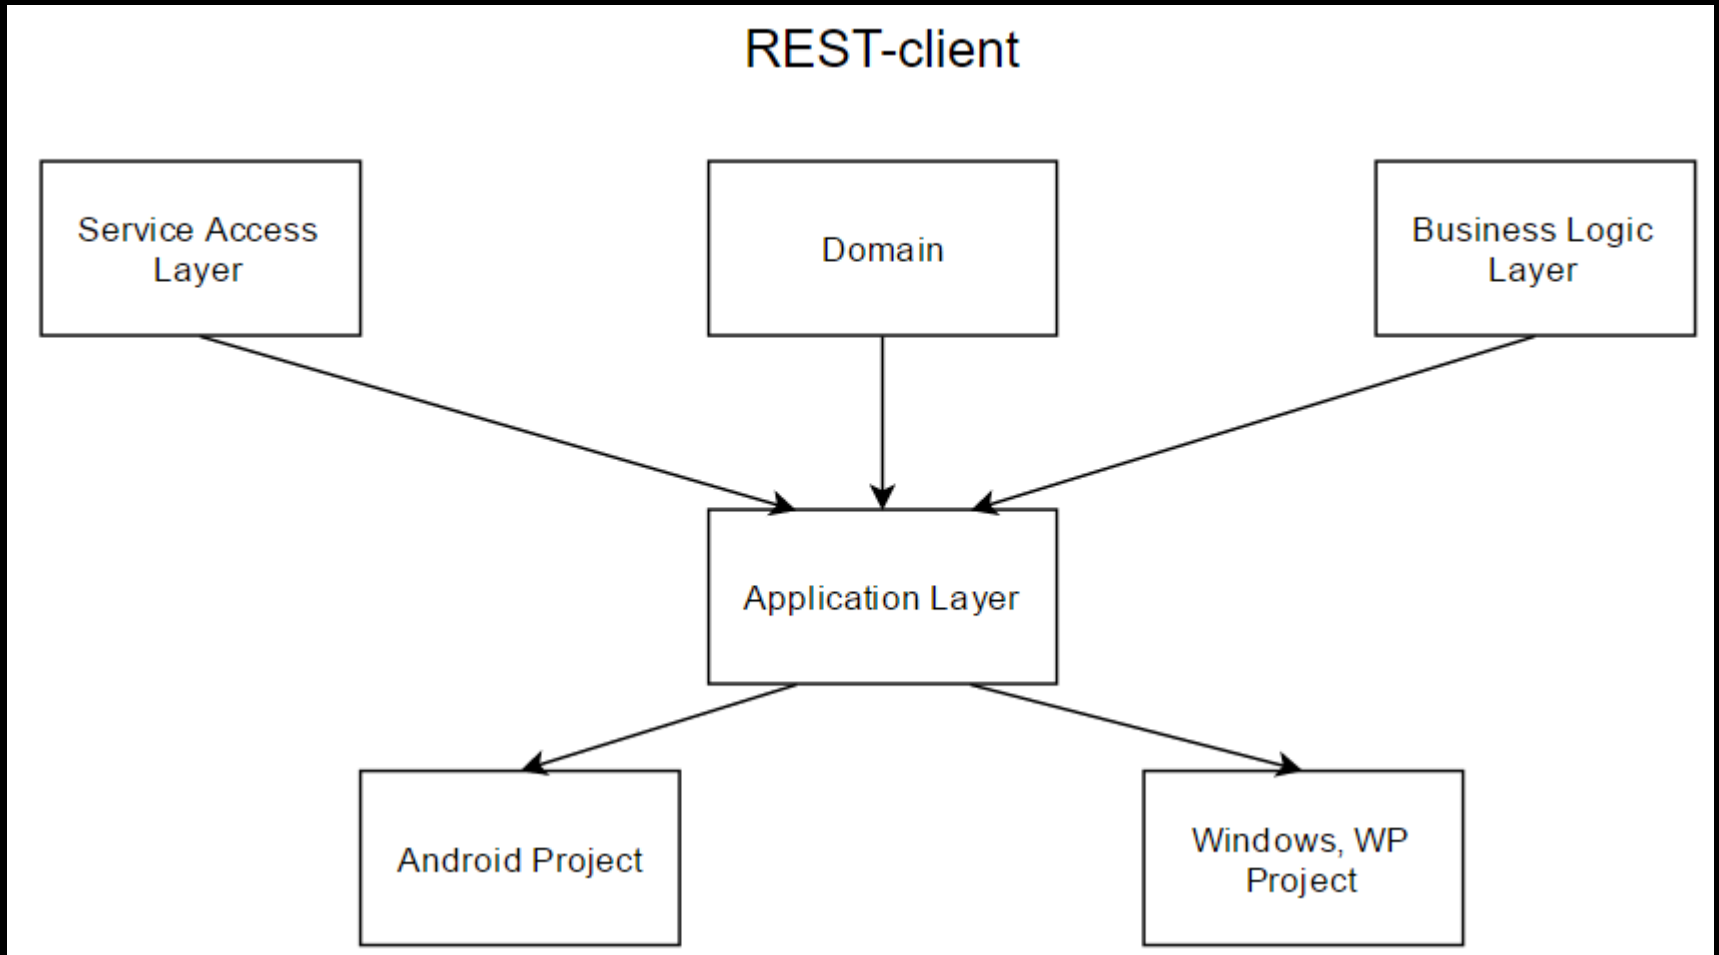 REST-client
Service Access
Layer
Domain
Business Logic
Layer
Application Layer
Android Project
Windows, WP
Project